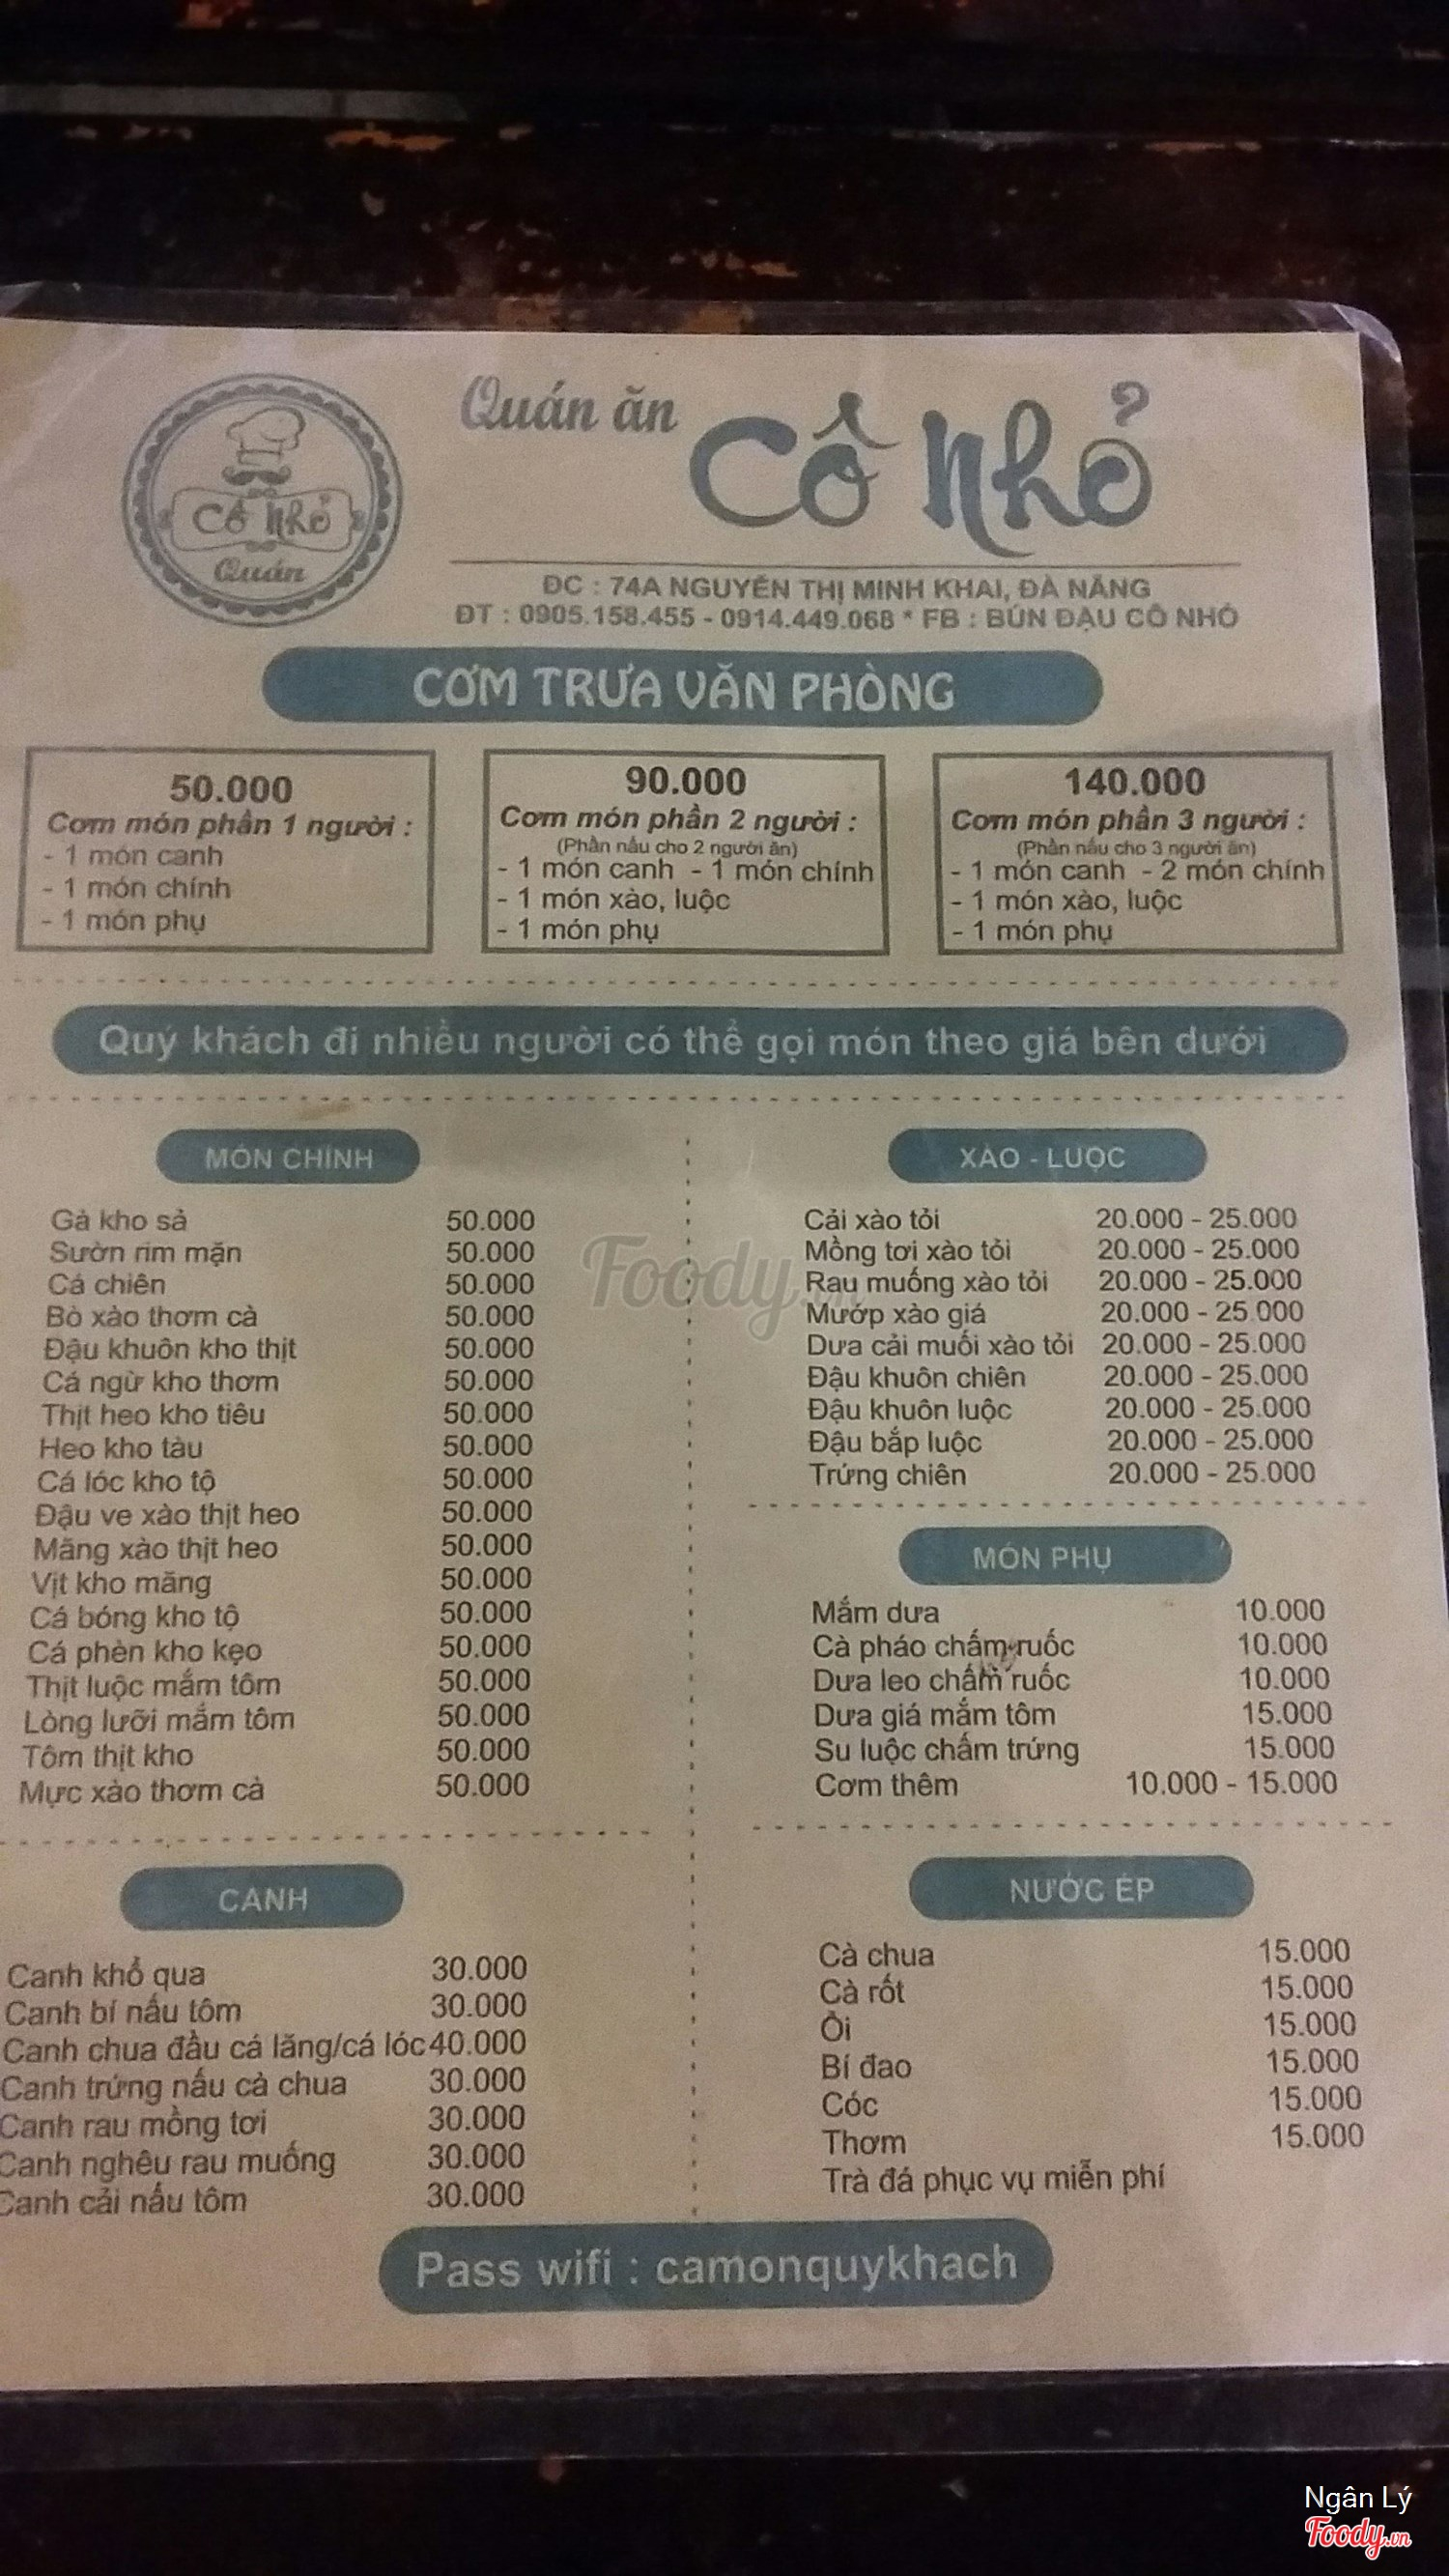 Quán ăn Cô Nhỏ
Cô Nhỏ
Quán
ĐC : 74A NGUYỄN THỊ MINH KHAI, ĐÀ NẴNG
ĐT : 0905.158.455 - 0914.449.068 * FB : BÚN ĐẬU CÔ NHỎ
CƠM TRƯA VĂN PHÒNG
50.000
Cơm món phần 1 người :
- 1 món canh
- 1 món chính
- 1 món phụ
90.000
Cơm món phần 2 người :
(Phần nấu cho 2 người ăn)
- 1 món canh - 1 món chính
- 1 món xào, luộc
- 1 món phụ
140.000
Cơm món phần 3 người :
(Phần nấu cho 3 người ăn)
- 1 món canh - 2 món chính
- 1 món xào, luộc
- 1 món phụ
Quý khách đi nhiều người có thể gọi món theo giá bên dưới
MÓN CHÍNH
Gà kho sả 50.000
Sườn rim mặn 50.000
Cá chiên 50.000
Bò xào thơm cà 50.000
Đậu khuôn kho thịt 50.000
Cá ngừ kho thơm 50.000
Thịt heo kho tiêu 50.000
Heo kho tàu 50.000
Cá lóc kho tộ 50.000
Đậu ve xào thịt heo 50.000
Măng xào thịt heo 50.000
Vịt kho măng 50.000
Cá bóng kho tộ 50.000
Cá phèn kho kẹo 50.000
Thịt luộc mắm tôm 50.000
Lòng lưỡi mắm tôm 50.000
Tôm thịt kho 50.000
Mực xào thơm cà 50.000
CANH
Canh khổ qua 30.000
Canh bí nấu tôm 30.000
Canh chua đầu cá lăng/cá lóc 40.000
Canh trứng nấu cà chua 30.000
Canh rau mồng tơi 30.000
Canh nghêu rau muống 30.000
Canh cải nấu tôm 30.000
XÀO - LUỘC
Cải xào tỏi 20.000 - 25.000
Mồng tơi xào tỏi 20.000 - 25.000
Rau muống xào tỏi 20.000 - 25.000
Mướp xào giá 20.000 - 25.000
Dưa cải muối xào tỏi 20.000 - 25.000
Đậu khuôn chiên 20.000 - 25.000
Đậu khuôn luộc 20.000 - 25.000
Đậu bắp luộc 20.000 - 25.000
Trứng chiên 20.000 - 25.000
MÓN PHỤ
Mắm dưa 10.000
Cà pháo chấm ruốc 10.000
Dưa leo chấm ruốc 10.000
Dưa giá mắm tôm 15.000
Su luộc chấm trứng 15.000
Cơm thêm 10.000 - 15.000
NƯỚC ÉP
Cà chua 15.000
Cà rốt 15.000
Ổi 15.000
Bí đao 15.000
Cóc 15.000
Thơm 15.000
Trà đá phục vụ miễn phí
Pass wifi : camonquykhach
Foody.vn
Ngân Lý
Foody.vn